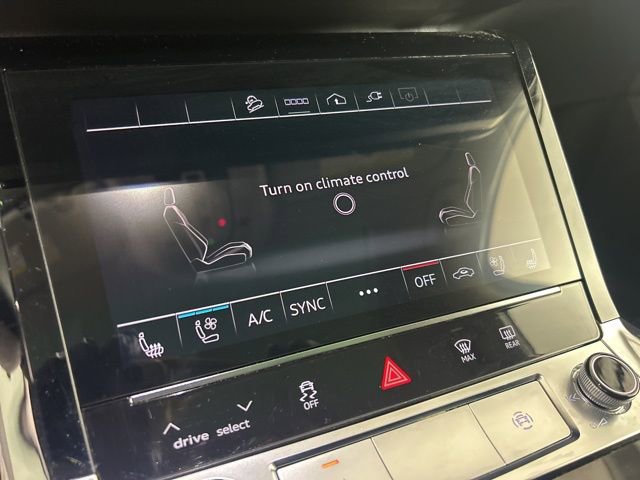 Turn on climate control
A/C SYNC OFF
MAX REAR
OFF
drive select